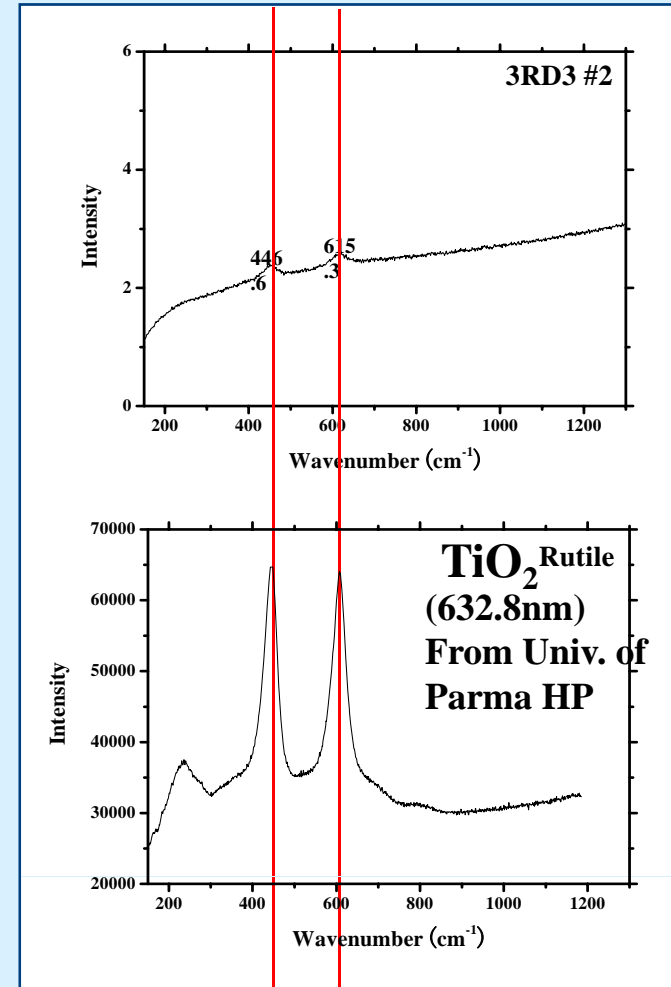 3RD3 #2
6
4
2
0
Intensity
446
.6
615
.3
200 400 600 800 1000 1200
Wavenumber (cm-1)
70000
60000
50000
40000
30000
20000
Intensity
TiO2 Rutile
(632.8nm)
From Univ. of
Parma HP
200 400 600 800 1000 1200
Wavenumber (cm-1)